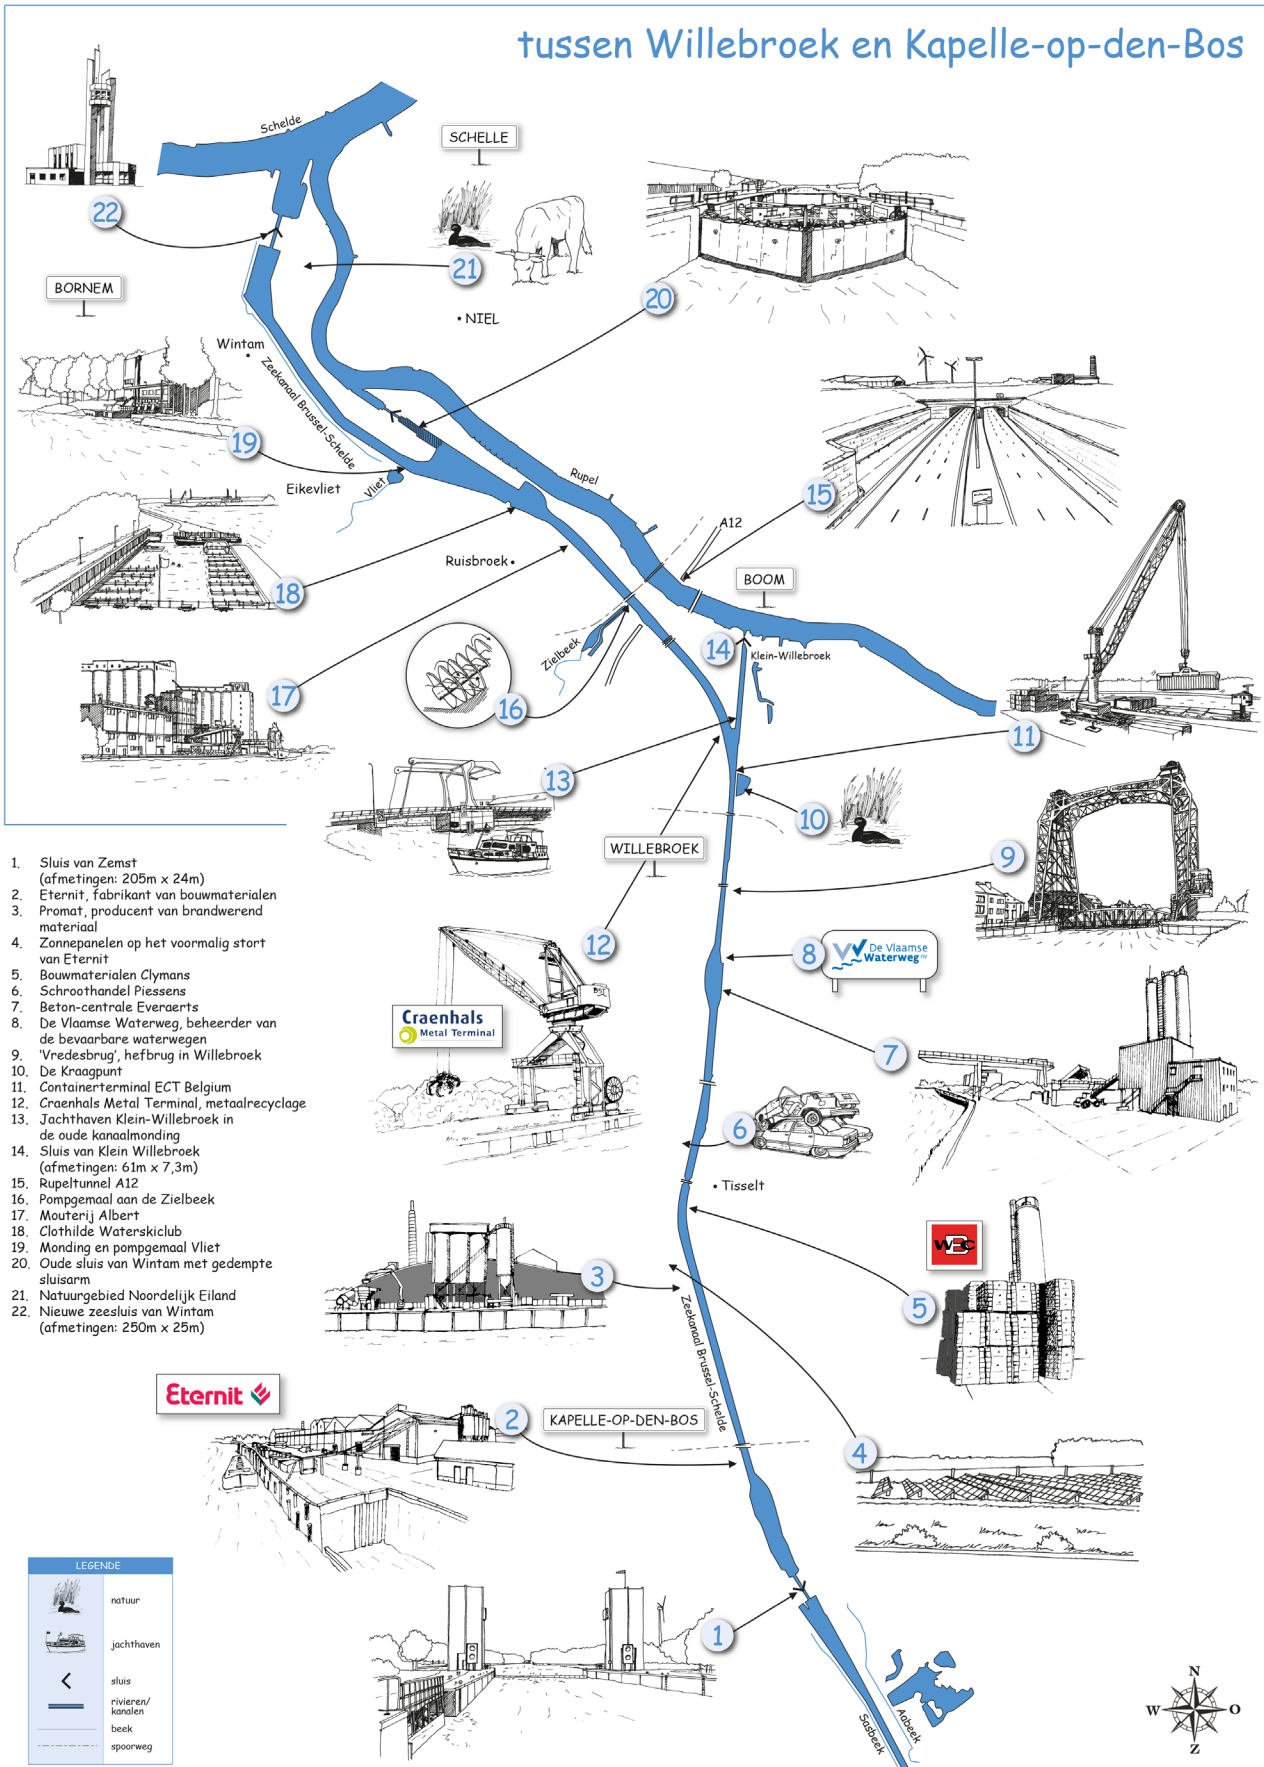 tussen Willebroek en Kapelle-op-den-Bos
Schelde
SCHELLE
22
21
BORNEM
20
NIEL
Wintam
Zeekanaal Brussel-Schelde
19
Eikevliet
Vliet
Rupel
15
A12
Ruisbroek
BOOM
18
14
Klein-Willebroek
Zielbeek
17
16
11
13
10
WILLEBROEK
9
12
8
De Vlaamse
Waterweg nv
Craenhals
Metal Terminal
BSI
7
6
Tisselt
WBC
3
5
Zeekanaal Brussel-Schelde
Eternit
2
KAPELLE-OP-DEN-BOS
4
1
Sasbeek
Aabeek
1. Sluis van Zemst
(afmetingen: 205m x 24m)
2. Eternit, fabrikant van bouwmaterialen
3. Promat, producent van brandwerend
materiaal
4. Zonnepanelen op het voormalig stort
van Eternit
5. Bouwmaterialen Clymans
6. Schroothandel Piessens
7. Beton-centrale Everaerts
8. De Vlaamse Waterweg, beheerder van
de bevaarbare waterwegen
9. 'Vredesbrug', hefbrug in Willebroek
10. De Kraagpunt
11. Containerterminal ECT Belgium
12. Craenhals Metal Terminal, metaalrecyclage
13. Jachthaven Klein-Willebroek in
de oude kanaalmonding
14. Sluis van Klein Willebroek
(afmetingen: 61m x 7,3m)
15. Rupeltunnel A12
16. Pompgemaal aan de Zielbeek
17. Mouterij Albert
18. Clothilde Waterskiclub
19. Monding en pompgemaal Vliet
20. Oude sluis van Wintam met gedempte
sluisarm
21. Natuurgebied Noordelijk Eiland
22. Nieuwe zeesluis van Wintam
(afmetingen: 250m x 25m)
LEGENDE
natuur
jachthaven
sluis
rivieren/
kanalen
beek
spoorweg
N
W O
Z